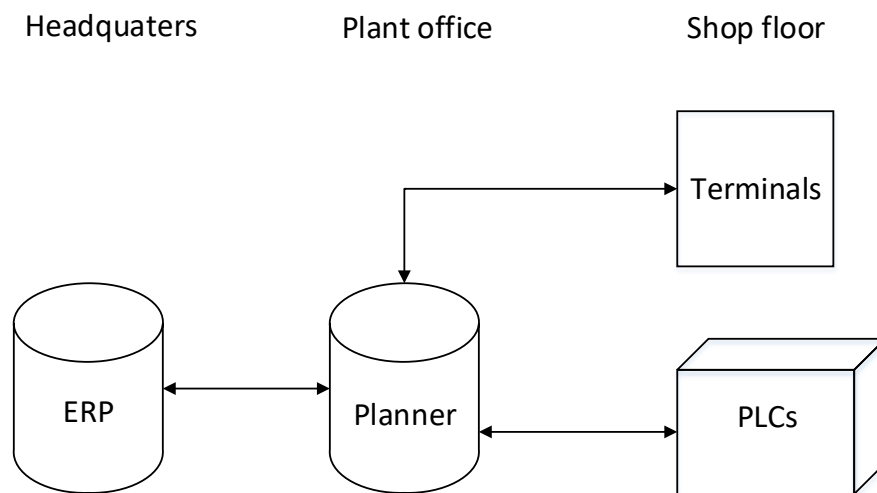 Headquaters
Plant office
Shop floor
Terminals
ERP
Planner
PLCs